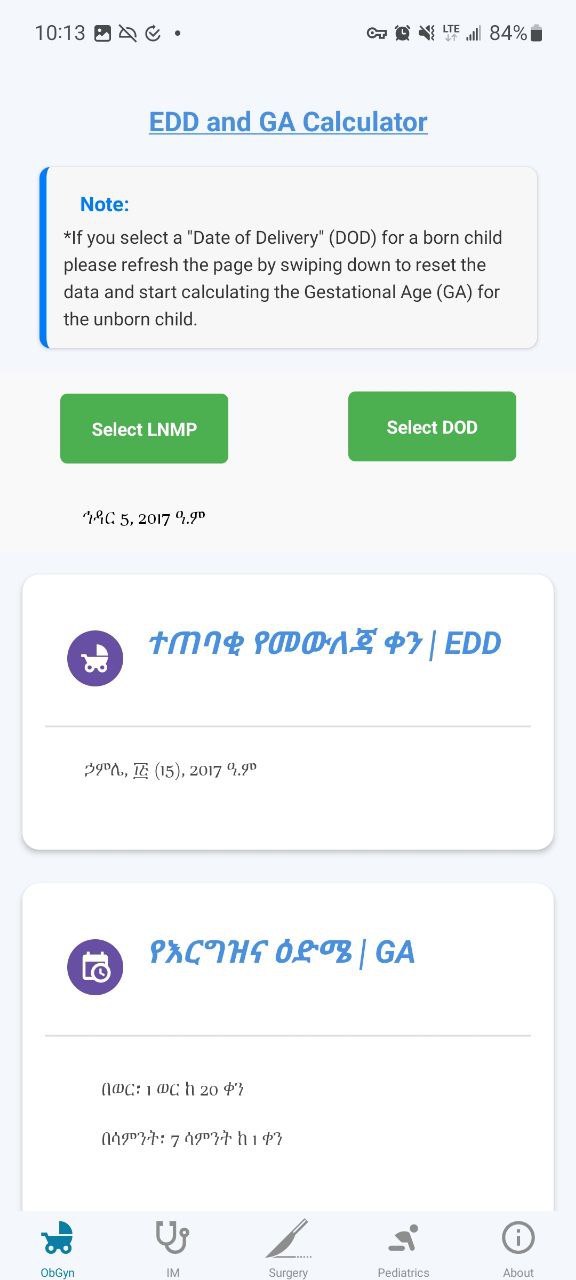 10:13
LTE
84%
EDD and GA Calculator
Note:
*If you select a "Date of Delivery" (DOD) for a born child
please refresh the page by swiping down to reset the
data and start calculating the Gestational Age (GA) for
the unborn child.
Select LNMP
Select DOD
ኅዳር 5, 2017 ዓ.ም
ተጠባቂ የመውለጃ ቀን | EDD
ኃምሌ, ፲፭ (15), 2017 ዓ.ም
የእርግዝና ዕድሜ | GA
በወር፡ 1 ወር ከ 20 ቀን
በሳምንት፡ 7 ሳምንት ከ 1 ቀን
ObGyn
IM
Surgery
Pediatrics
About